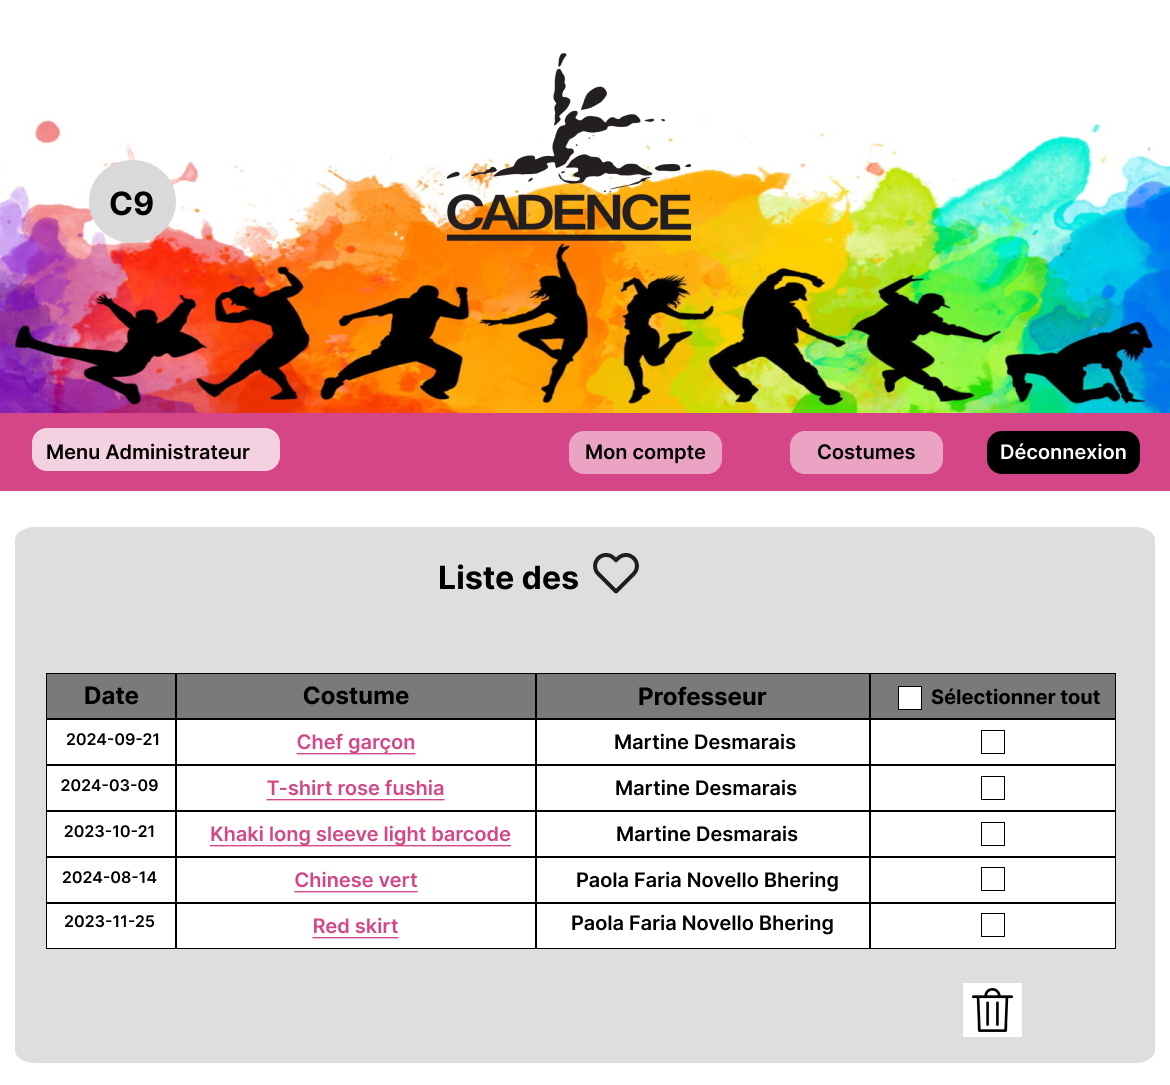 CADENCE
C9
Menu Administrateur
Mon compte
Costumes
Déconnexion
Liste des
Date Costume Professeur Sélectionner tout
2024-09-21 Chef garçon Martine Desmarais
2024-03-09 T-shirt rose fushia Martine Desmarais
2023-10-21 Khaki long sleeve light barcode Martine Desmarais
2024-08-14 Chinese vert Paola Faria Novello Bhering
2023-11-25 Red skirt Paola Faria Novello Bhering